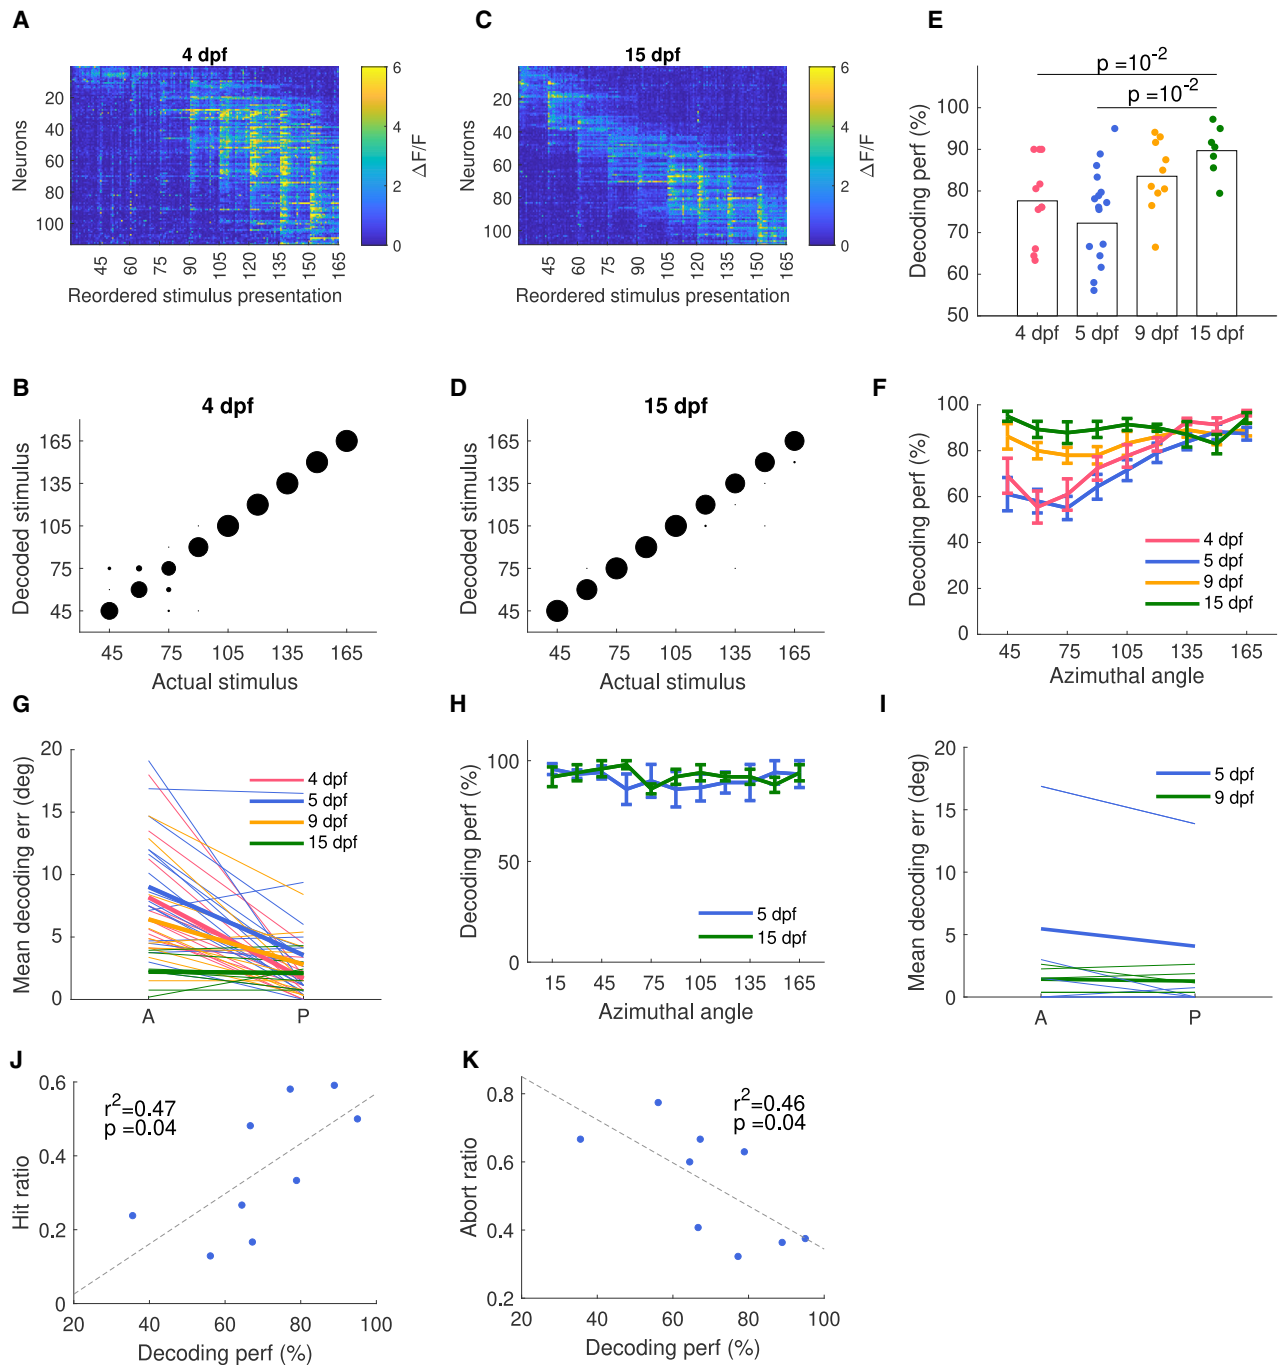 A
4 dpf
Neurons
20
40
60
80
100
45
60
75
90
105
120
135
150
165
Reordered stimulus presentation
6
4
2
0
ΔF/F
C
15 dpf
Neurons
20
40
60
80
100
45
60
75
90
105
120
135
150
165
Reordered stimulus presentation
6
4
2
0
ΔF/F
E
p =10⁻²
p =10⁻²
Decoding perf (%)
100
90
80
70
60
50
4 dpf
5 dpf
9 dpf
15 dpf
B
4 dpf
Decoded stimulus
165
135
105
75
45
45
75
105
135
165
Actual stimulus
D
15 dpf
Decoded stimulus
165
135
105
75
45
45
75
105
135
165
Actual stimulus
F
Decoding perf (%)
100
80
60
40
20
0
4 dpf
5 dpf
9 dpf
15 dpf
45
75
105
135
165
Azimuthal angle
G
Mean decoding err (deg)
20
15
10
5
0
4 dpf
5 dpf
9 dpf
15 dpf
A
P
H
Decoding perf (%)
100
50
0
5 dpf
15 dpf
15
45
75
105
135
165
Azimuthal angle
I
Mean decoding err (deg)
20
15
10
5
0
5 dpf
9 dpf
A
P
J
Hit ratio
0.6
0.4
0.2
0
r²=0.47
p =0.04
20
40
60
80
100
Decoding perf (%)
K
Abort ratio
0.8
0.6
0.4
0.2
r²=0.46
p =0.04
20
40
60
80
100
Decoding perf (%)